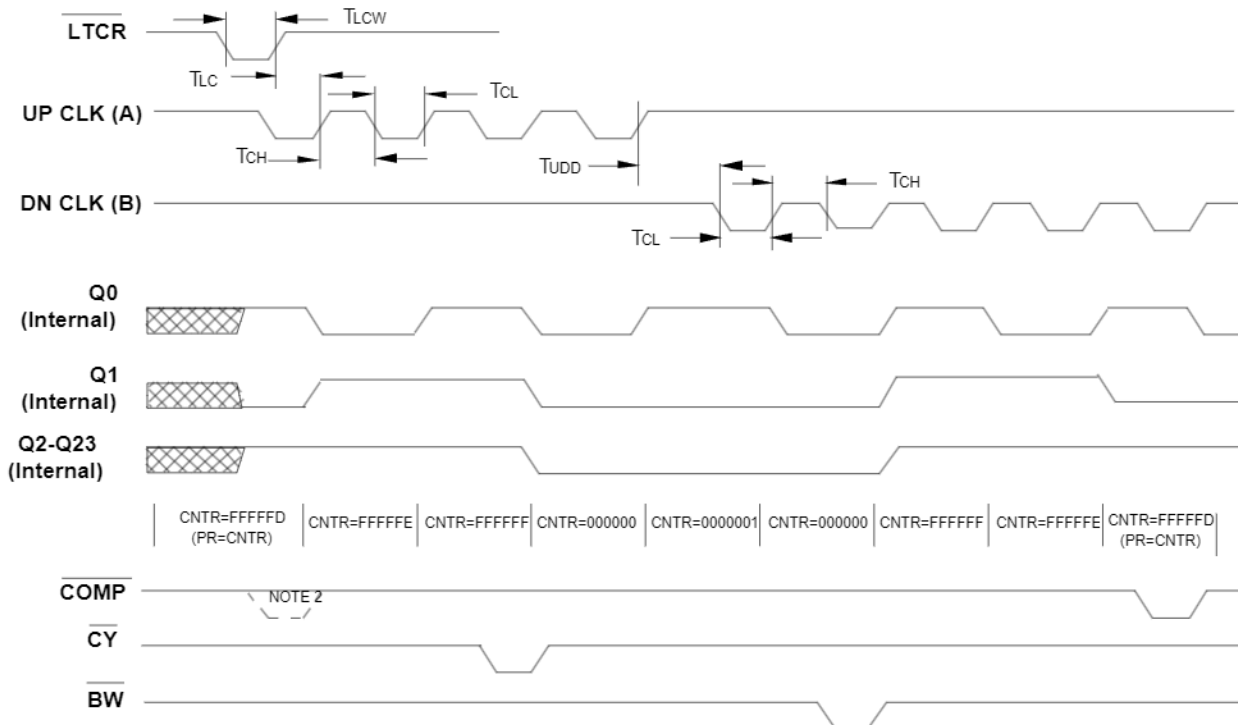 LTCR
TLCW
TLC
TCL
UP CLK (A)
TCH
TUDD
TCH
DN CLK (B)
TCL
Q0
(Internal)
Q1
(Internal)
Q2-Q23
(Internal)
CNTR=FFFFFD
(PR=CNTR)
CNTR=FFFFFE
CNTR=FFFFFF
CNTR=000000
CNTR=0000001
CNTR=000000
CNTR=FFFFFF
CNTR=FFFFFE
CNTR=FFFFFD
(PR=CNTR)
COMP
NOTE 2
CY
BW